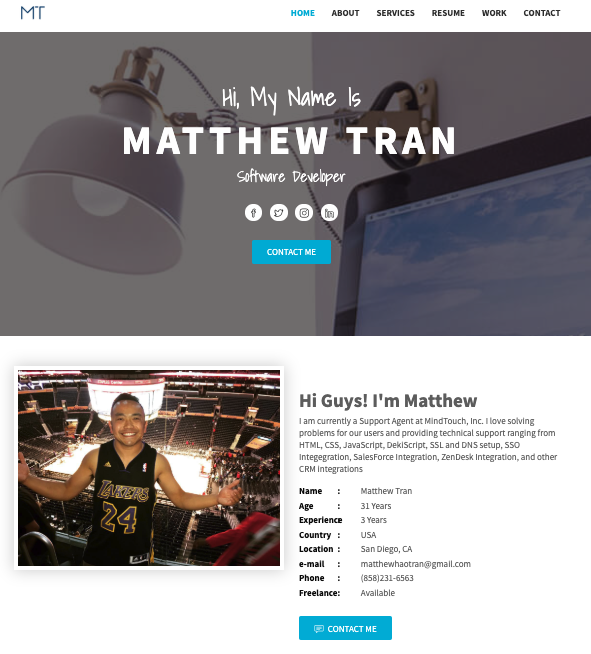 MT
HOME ABOUT SERVICES RESUME WORK CONTACT
Hi, My Name Is
MATTHEW TRAN
Software Developer
CONTACT ME
LAKERS
24
Hi Guys! I'm Matthew
I am currently a Support Agent at MindTouch, Inc. I love solving
problems for our users and providing technical support ranging from
HTML, CSS, JavaScript, DekiScript, SSL and DNS setup, SSO
Integegration, SalesForce Integration, ZenDesk Integration, and other
CRM integrations
Name : Matthew Tran
Age : 31 Years
Experience : 3 Years
Country : USA
Location : San Diego, CA
e-mail : matthewhaotran@gmail.com
Phone : (858)231-6563
Freelance: Available
CONTACT ME